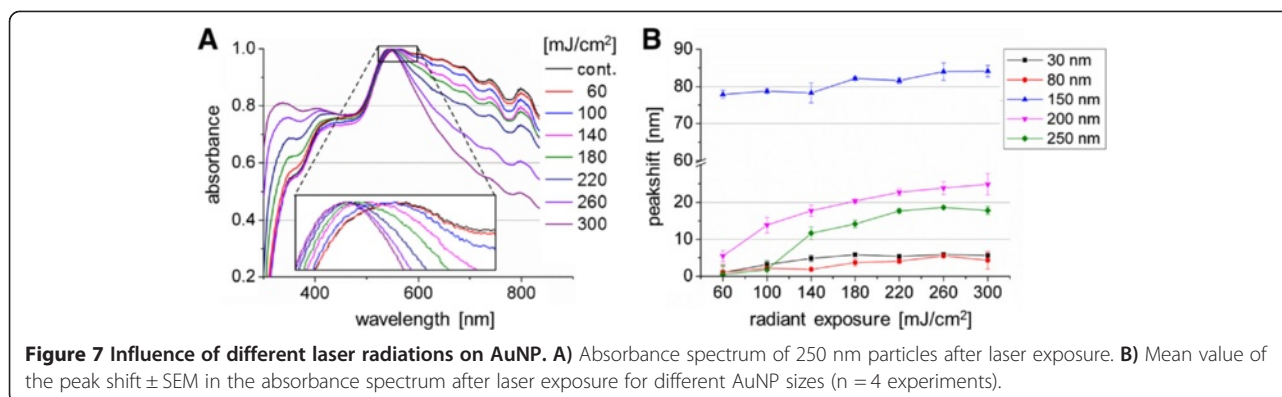 A
[mJ/cm²]
cont.
60
100
140
180
220
260
300
1.0
0.8
0.6
0.4
0.2
absorbance
400
600
800
wavelength [nm]
B
90
80
70
60
20
10
0
peakshift [nm]
60
100
140
180
220
260
300
radiant exposure [mJ/cm²]
30 nm
80 nm
150 nm
200 nm
250 nm
Figure 7 Influence of different laser radiations on AuNP. A) Absorbance spectrum of 250 nm particles after laser exposure. B) Mean value of
the peak shift ± SEM in the absorbance spectrum after laser exposure for different AuNP sizes (n = 4 experiments).